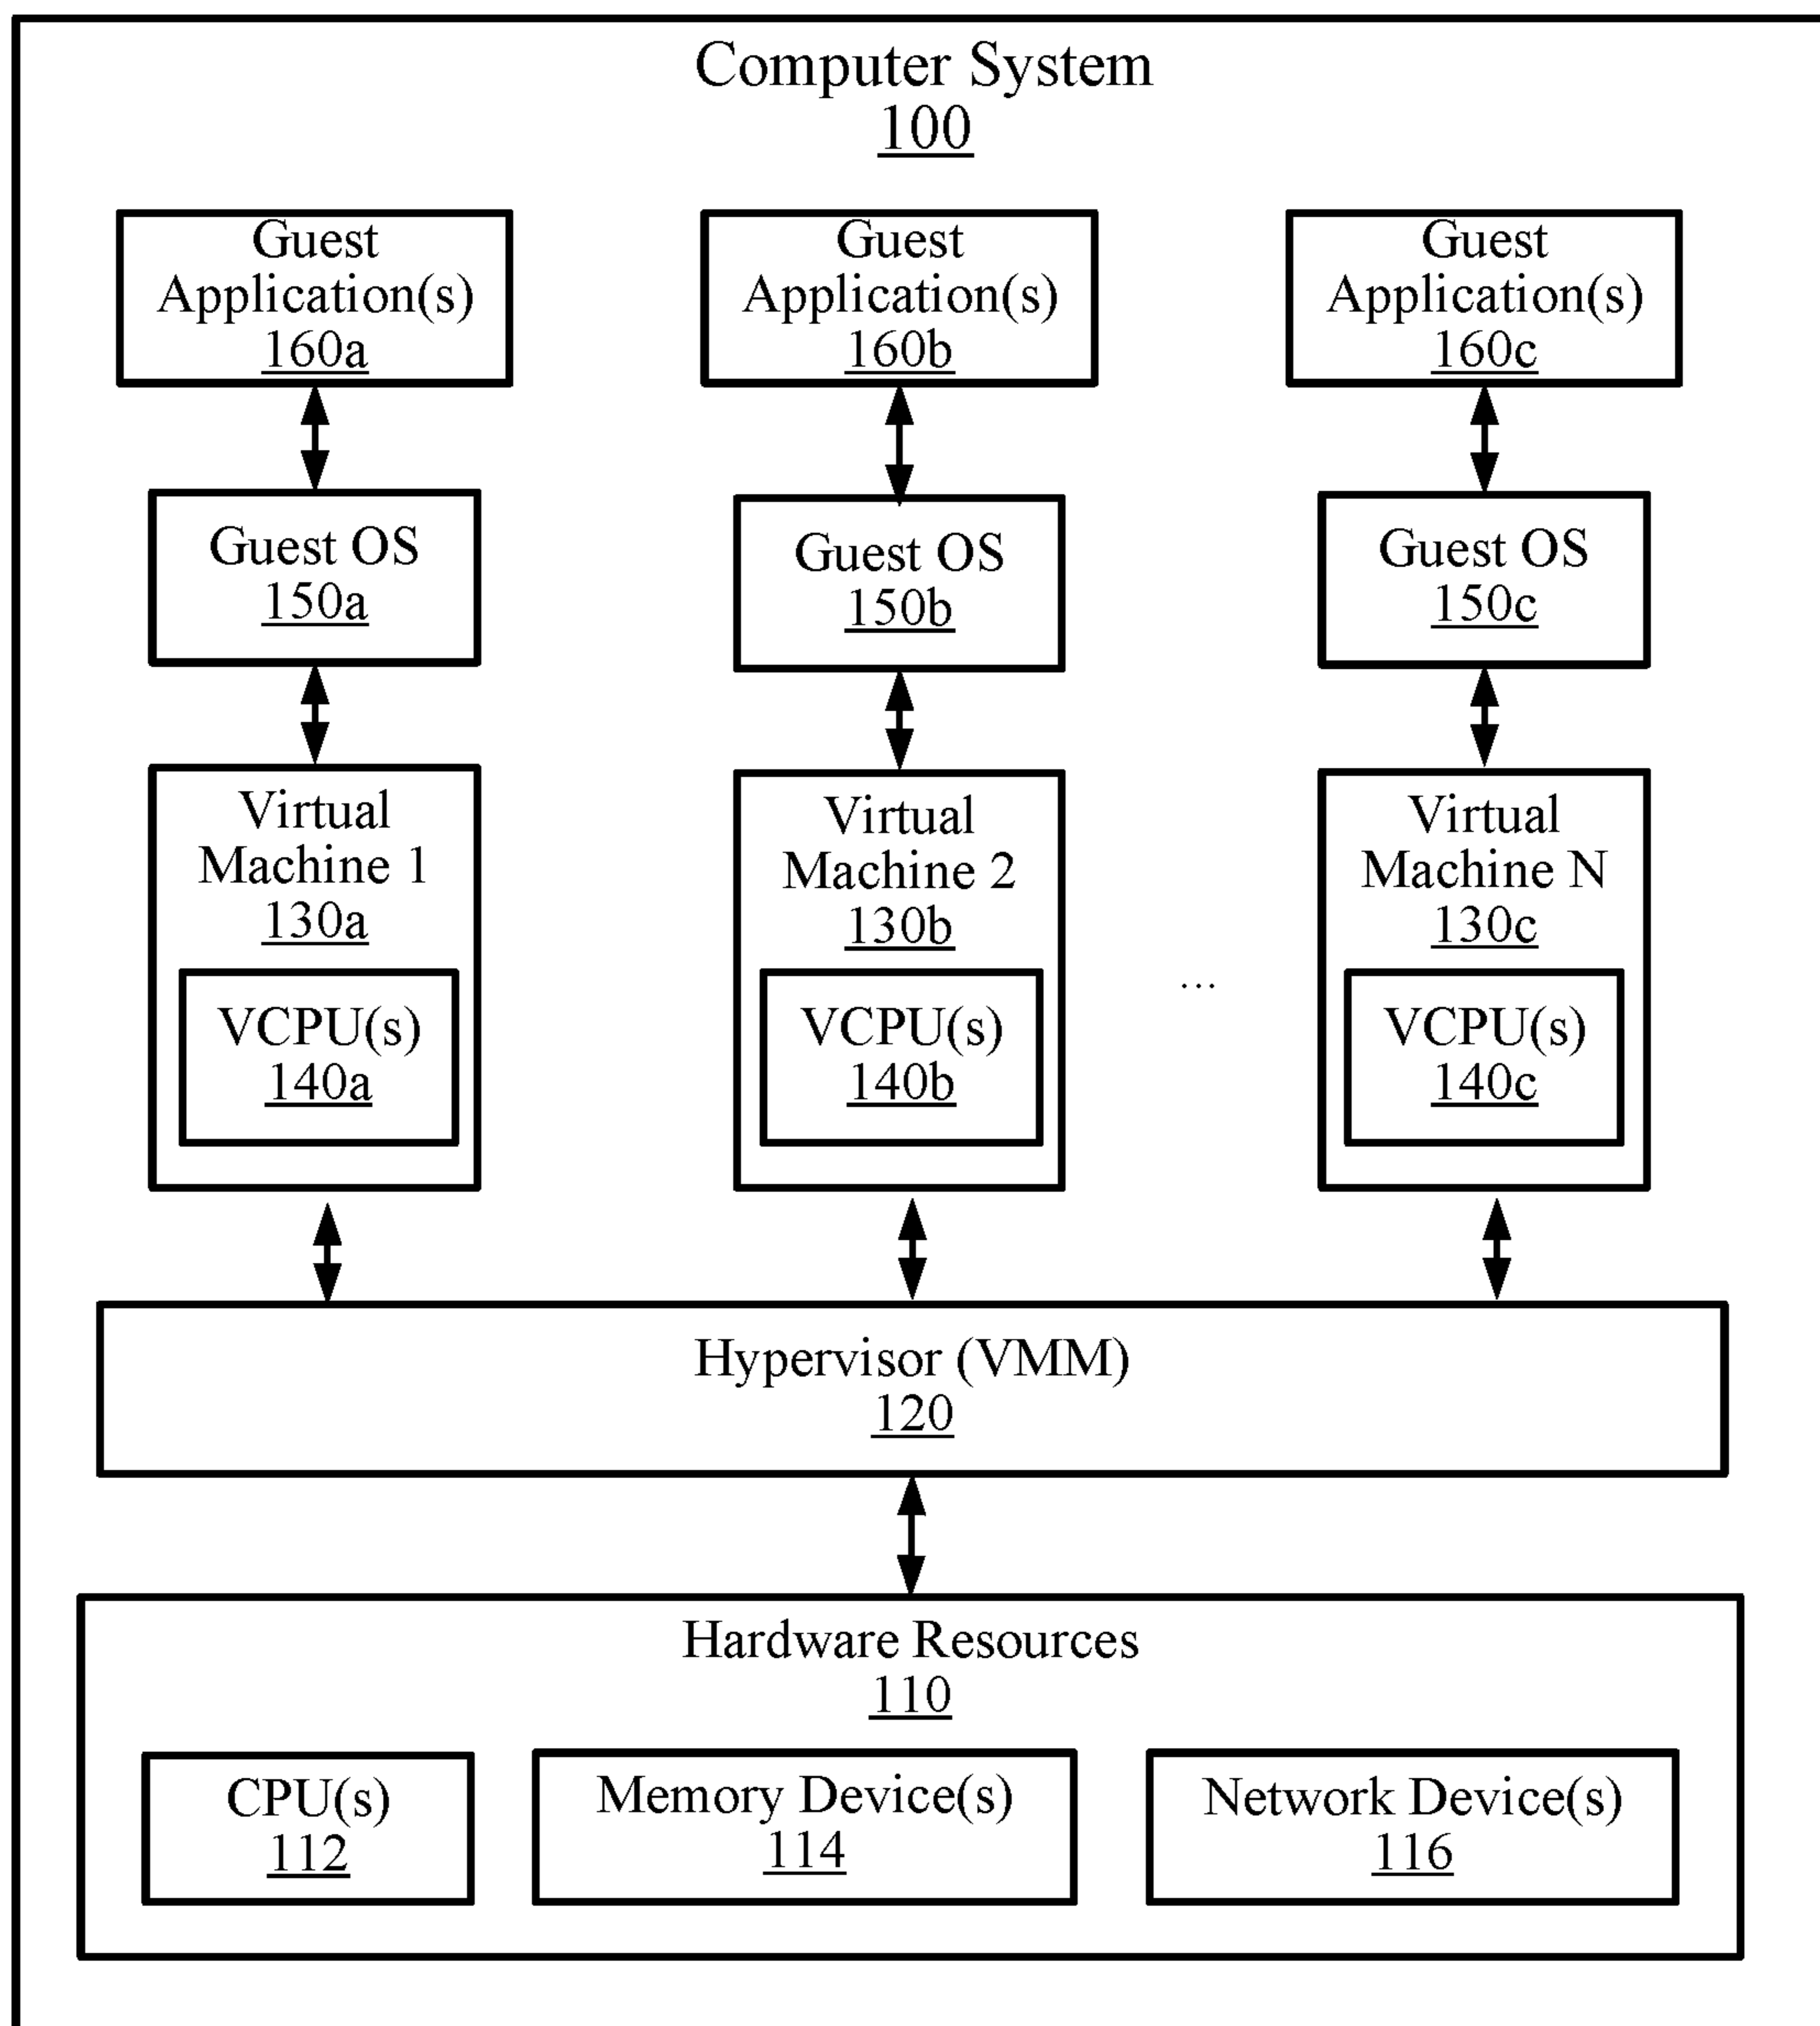 Computer System
100
Guest
Application(s)
160a
Guest
Application(s)
160b
Guest
Application(s)
160c
Guest OS
150a
Guest OS
150b
Guest OS
150c
Virtual
Machine 1
130a
Virtual
Machine 2
130b
Virtual
Machine N
130c
...
VCPU(s)
140a
VCPU(s)
140b
VCPU(s)
140c
Hypervisor (VMM)
120
Hardware Resources
110
CPU(s)
112
Memory Device(s)
114
Network Device(s)
116